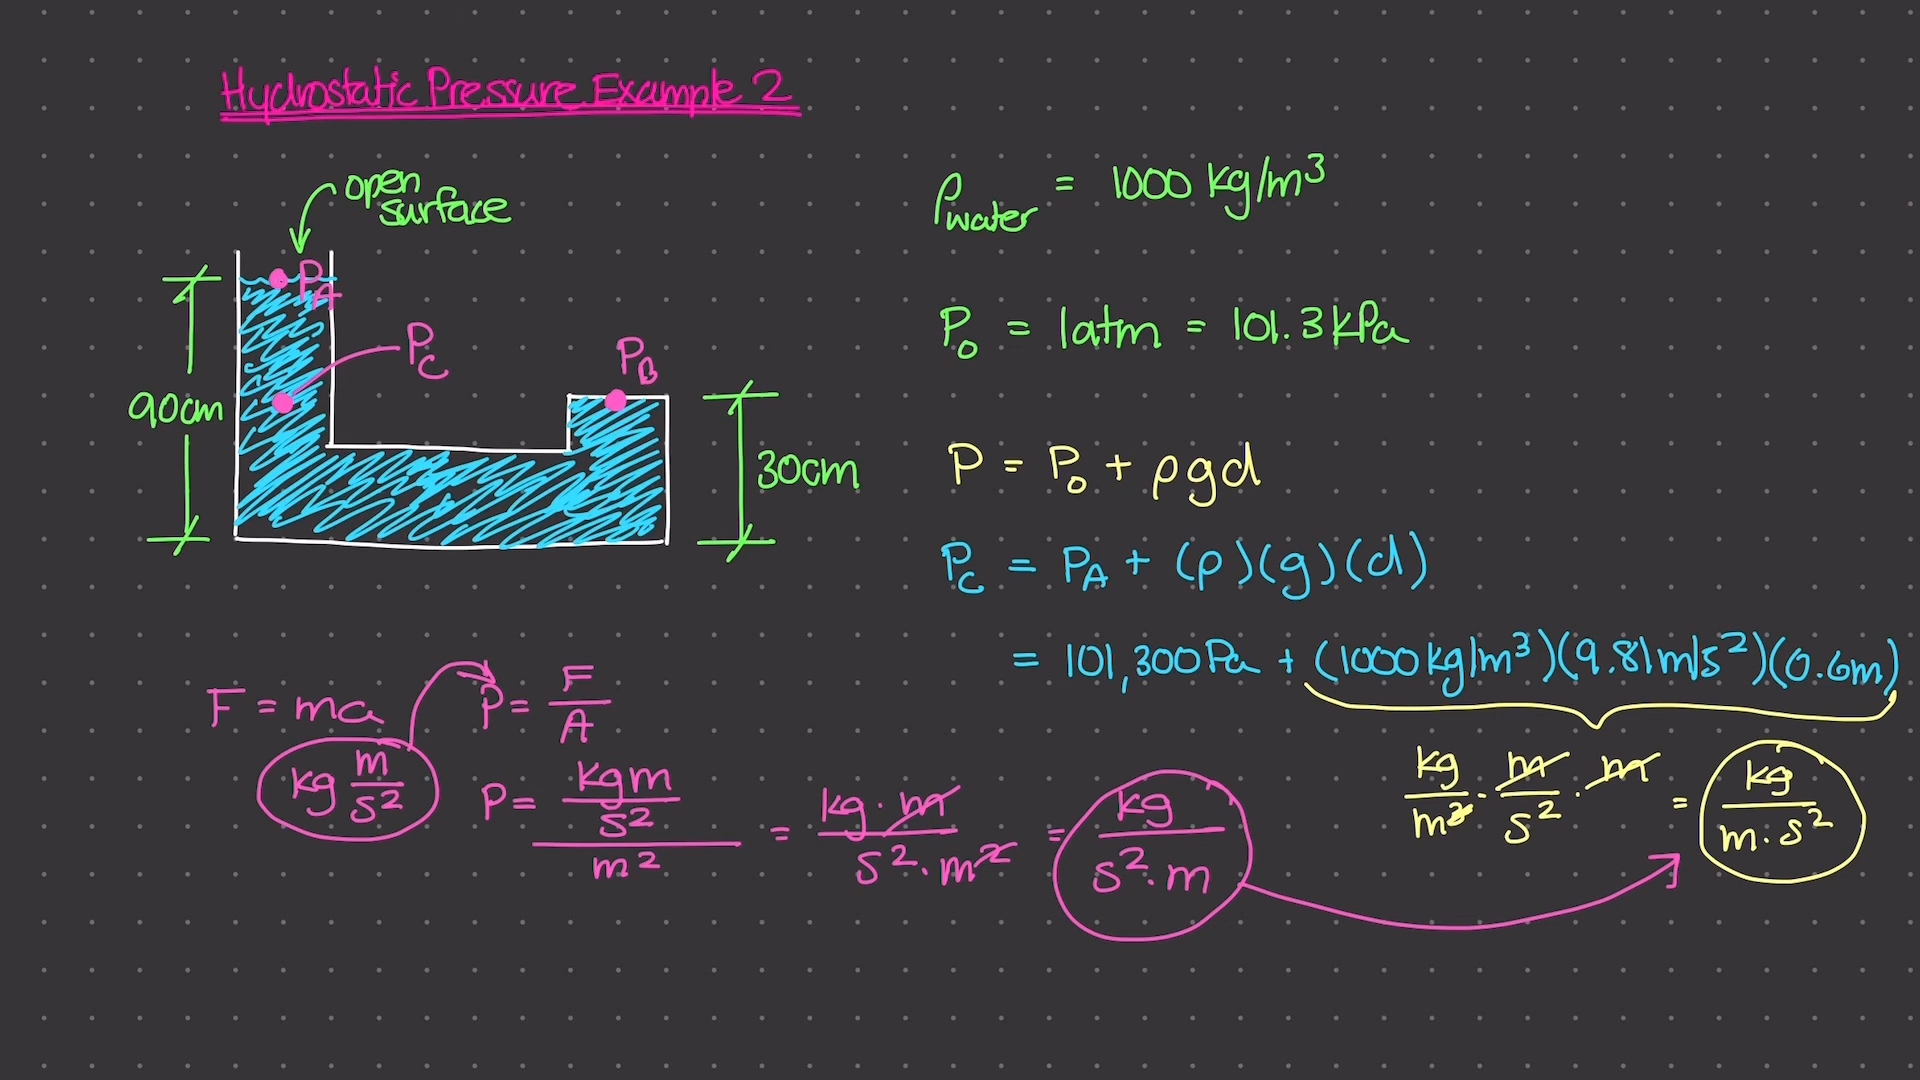 Hydrostatic Pressure Example 2
open
surface
P_A
P_C
P_B
90cm
30cm
ρ_water = 1000 kg/m³
P_o = 1atm = 101.3 kPa
P = P_o + ρgd
P_C = P_A + (ρ)(g)(d)
= 101,300 Pa + (1000 kg/m³)(9.81 m/s²)(0.6m)
kg/m³ · m/s² · m = kg/m·s²
F = ma
kg m/s²
P = F/A
P = kgm/s² / m² = kg·m/s²·m² = kg/s²·m